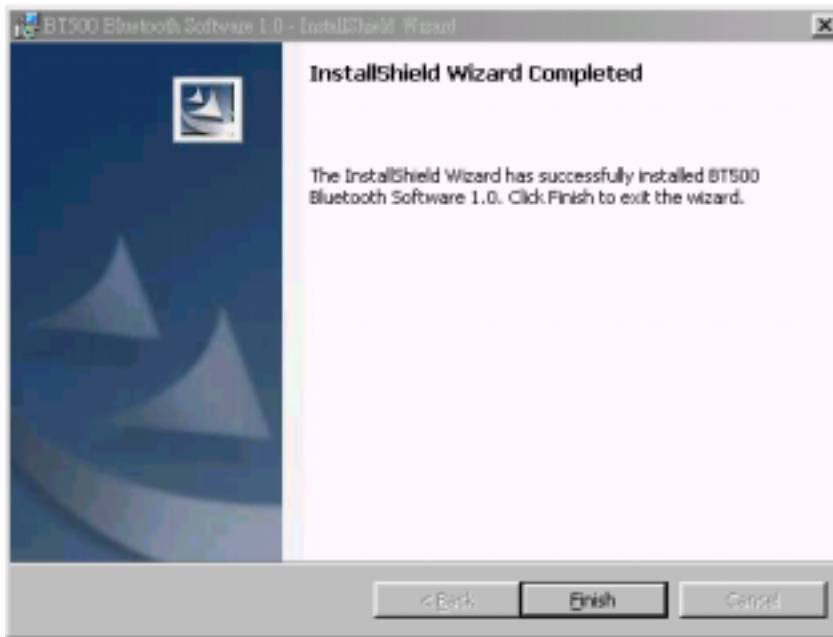 BT500 Bluetooth Software 1.0 - InstallShield Wizard
InstallShield Wizard Completed
The InstallShield Wizard has successfully installed BT500
Bluetooth Software 1.0. Click Finish to exit the wizard.
< Back
Finish
Cancel